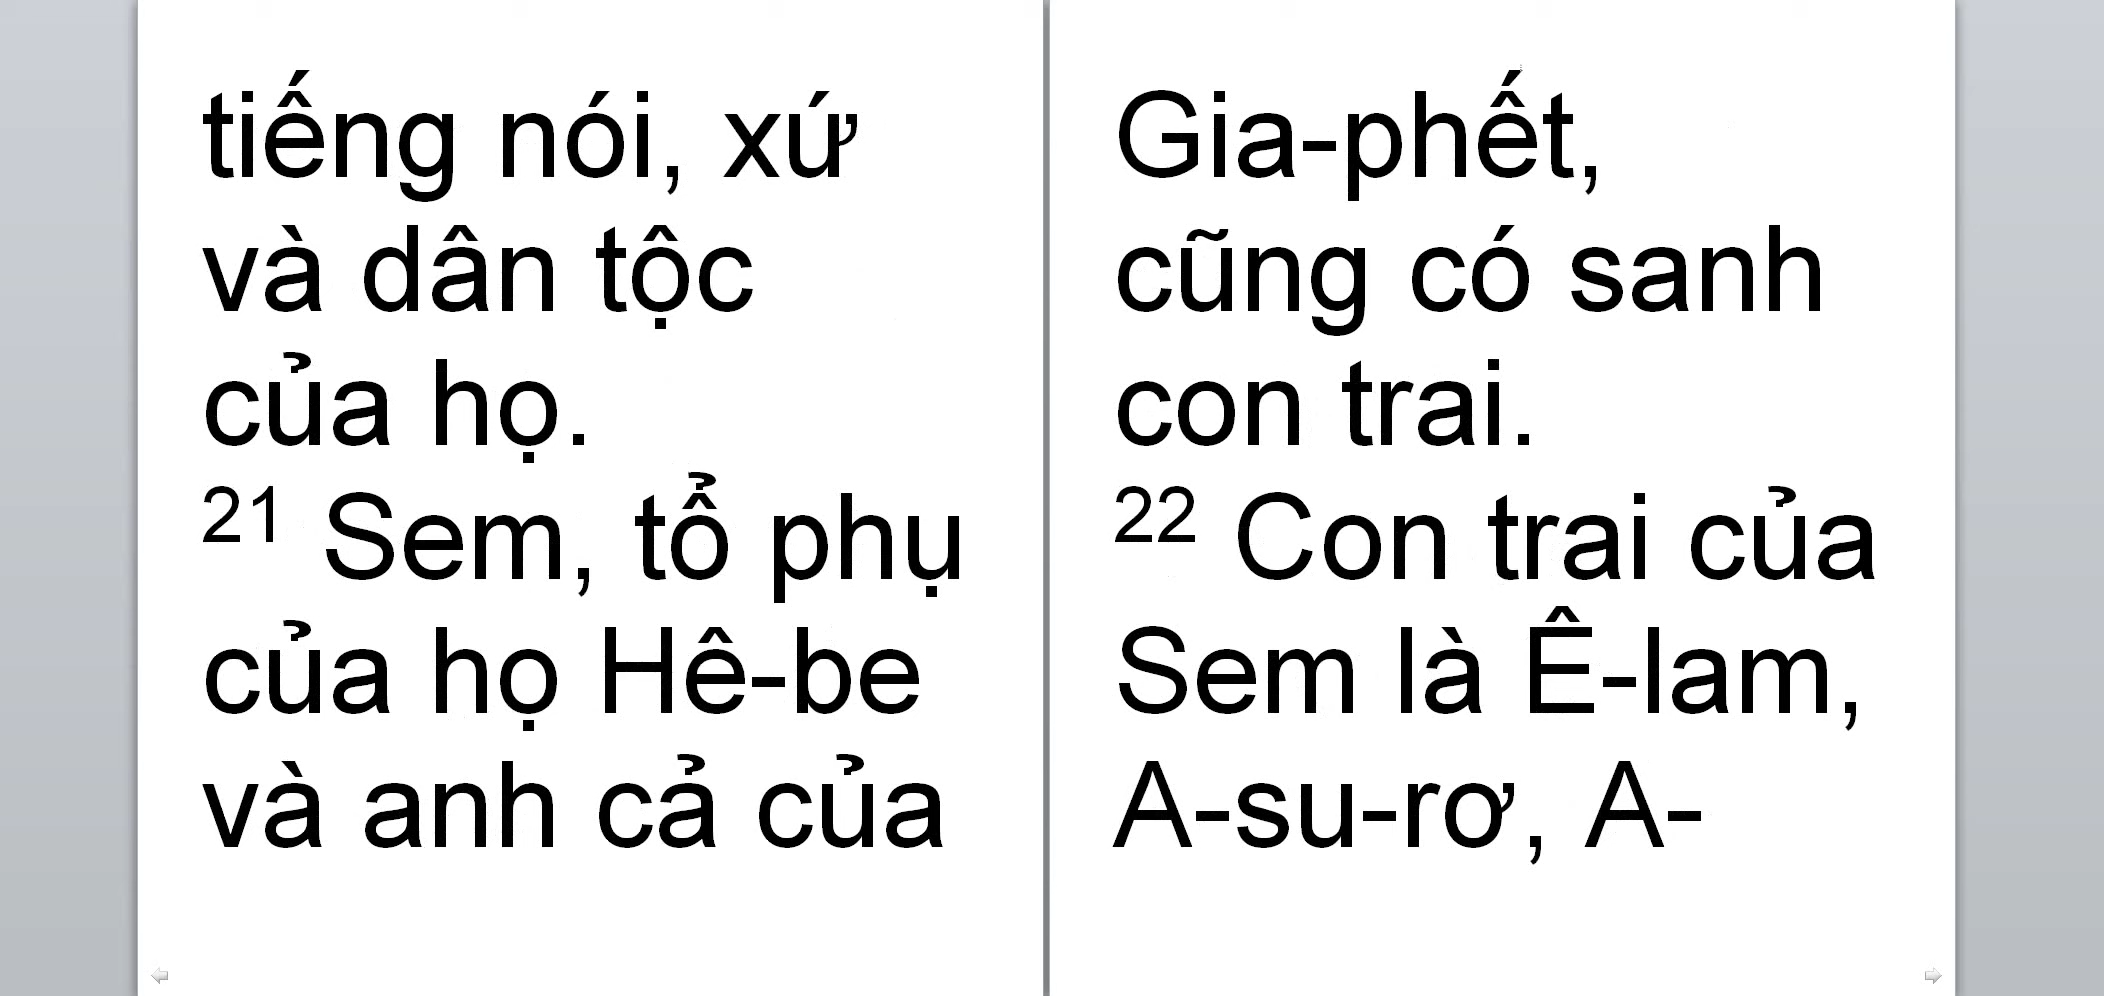 tiếng nói, xứ
và dân tộc
của họ.
21 Sem, tổ phụ
của họ Hê-be
và anh cả của
Gia-phết,
cũng có sanh
con trai.
22 Con trai của
Sem là Ê-lam,
A-su-rơ, A-